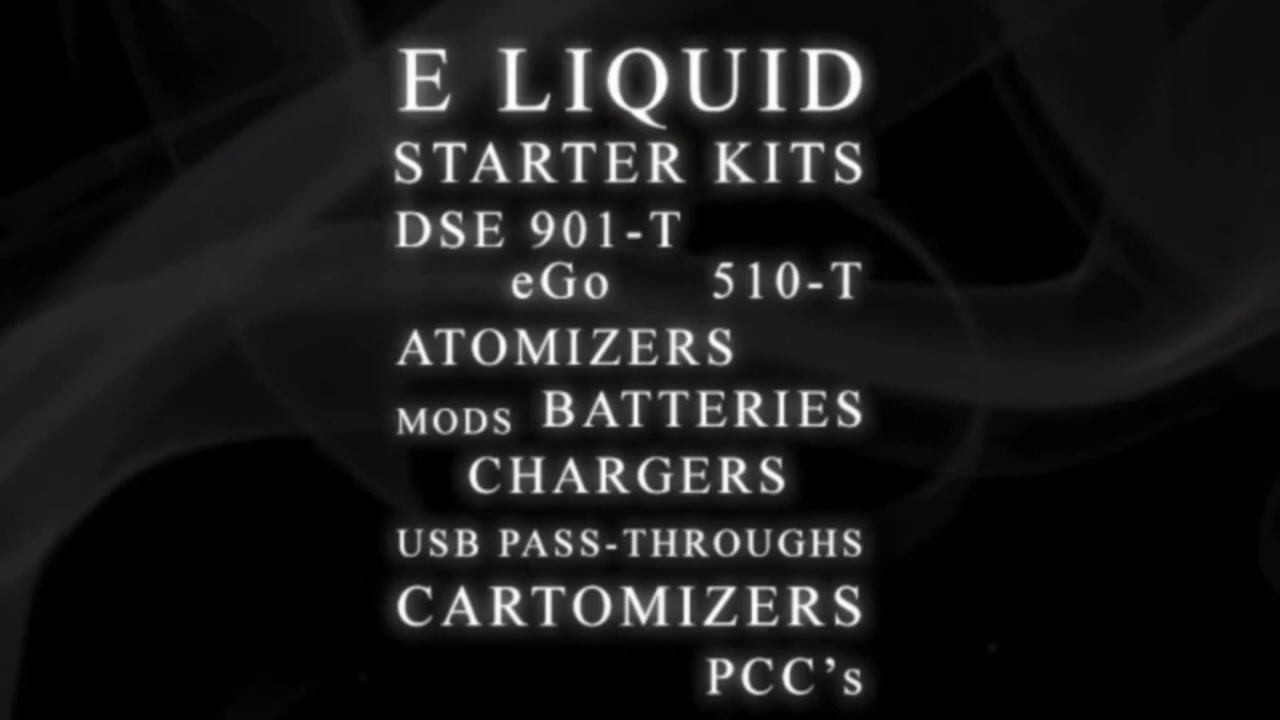 E LIQUID
STARTER KITS
DSE 901-T
eGo 510-T
ATOMIZERS
MODS BATTERIES
CHARGERS
USB PASS-THROUGHS
CARTOMIZERS
PCC's